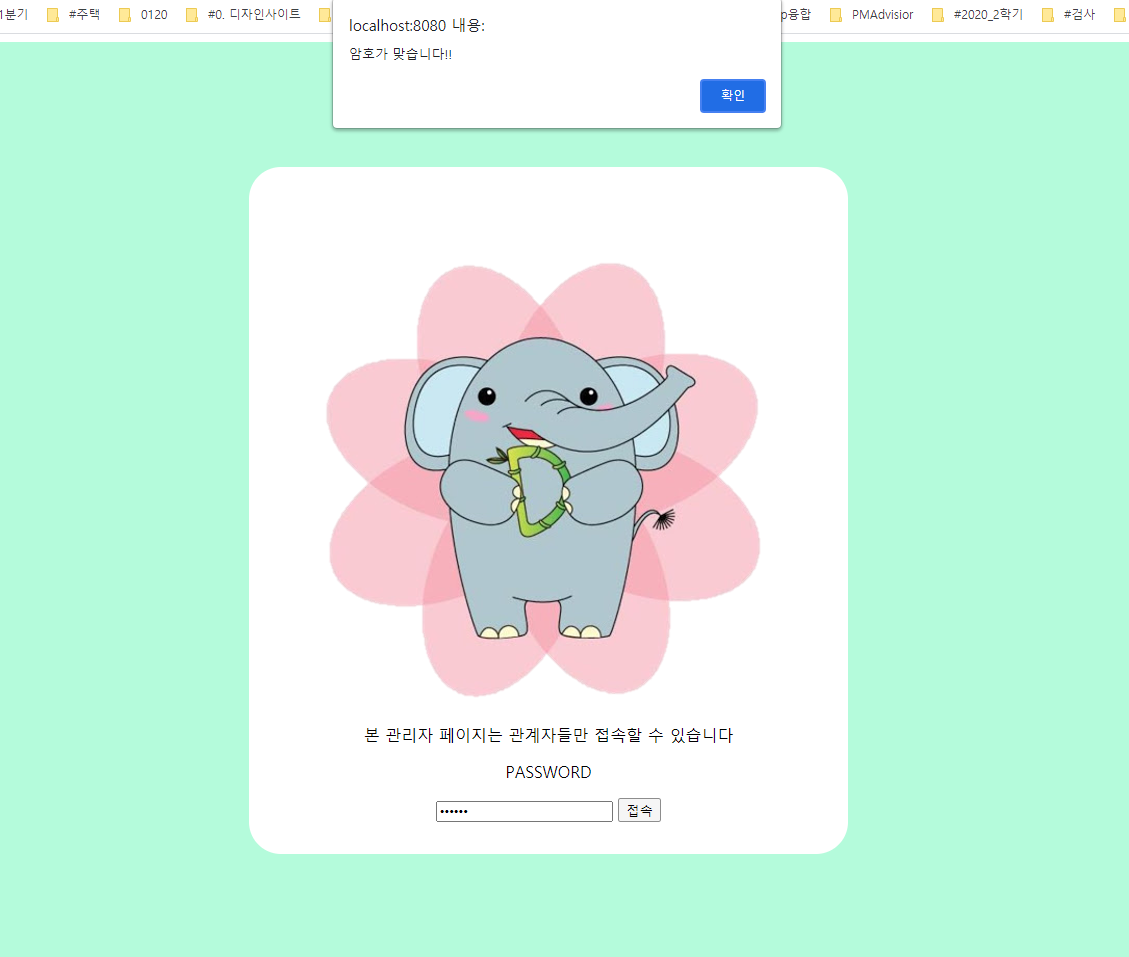 1분기 #주택 0120 #0. 디자인사이트 p융합 PMAdvisior #2020_2학기 #검사
localhost:8080 내용:
암호가 맞습니다!!
확인
본 관리자 페이지는 관계자들만 접속할 수 있습니다
PASSWORD
•••••• 접속